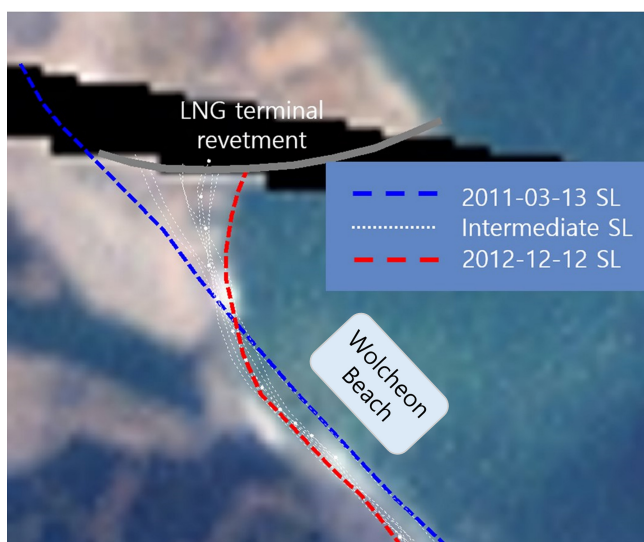 LNG terminal
revetment
2011-03-13 SL
Intermediate SL
2012-12-12 SL
Wolcheon
Beach